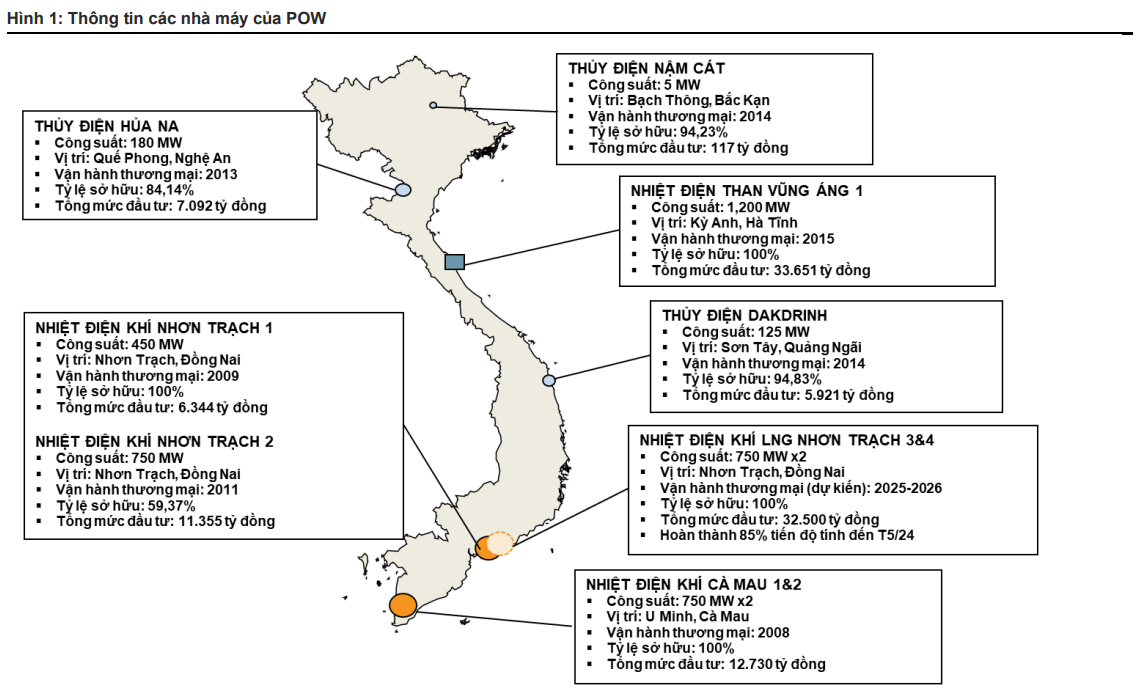 Hình 1: Thông tin các nhà máy của POW
THỦY ĐIỆN NẬM CÁT
▪ Công suất: 5 MW
▪ Vị trí: Bạch Thông, Bắc Kạn
▪ Vận hành thương mại: 2014
▪ Tỷ lệ sở hữu: 94,23%
▪ Tổng mức đầu tư: 117 tỷ đồng
THỦY ĐIỆN HỦA NA
▪ Công suất: 180 MW
▪ Vị trí: Quế Phong, Nghệ An
▪ Vận hành thương mại: 2013
▪ Tỷ lệ sở hữu: 84,14%
▪ Tổng mức đầu tư: 7.092 tỷ đồng
NHIỆT ĐIỆN THAN VŨNG ÁNG 1
▪ Công suất: 1,200 MW
▪ Vị trí: Kỳ Anh, Hà Tĩnh
▪ Vận hành thương mại: 2015
▪ Tỷ lệ sở hữu: 100%
▪ Tổng mức đầu tư: 33.651 tỷ đồng
THỦY ĐIỆN DAKDRINH
▪ Công suất: 125 MW
▪ Vị trí: Sơn Tây, Quảng Ngãi
▪ Vận hành thương mại: 2014
▪ Tỷ lệ sở hữu: 94,83%
▪ Tổng mức đầu tư: 5.921 tỷ đồng
NHIỆT ĐIỆN KHÍ NHƠN TRẠCH 1
▪ Công suất: 450 MW
▪ Vị trí: Nhơn Trạch, Đồng Nai
▪ Vận hành thương mại: 2009
▪ Tỷ lệ sở hữu: 100%
▪ Tổng mức đầu tư: 6.344 tỷ đồng
NHIỆT ĐIỆN KHÍ NHƠN TRẠCH 2
▪ Công suất: 750 MW
▪ Vị trí: Nhơn Trạch, Đồng Nai
▪ Vận hành thương mại: 2011
▪ Tỷ lệ sở hữu: 59,37%
▪ Tổng mức đầu tư: 11.355 tỷ đồng
NHIỆT ĐIỆN KHÍ LNG NHƠN TRẠCH 3&4
▪ Công suất: 750 MW x2
▪ Vị trí: Nhơn Trạch, Đồng Nai
▪ Vận hành thương mại (dự kiến): 2025-2026
▪ Tỷ lệ sở hữu: 100%
▪ Tổng mức đầu tư: 32.500 tỷ đồng
▪ Hoàn thành 85% tiến độ tính đến T5/24
NHIỆT ĐIỆN KHÍ CÀ MAU 1&2
▪ Công suất: 750 MW x2
▪ Vị trí: U Minh, Cà Mau
▪ Vận hành thương mại: 2008
▪ Tỷ lệ sở hữu: 100%
▪ Tổng mức đầu tư: 12.730 tỷ đồng